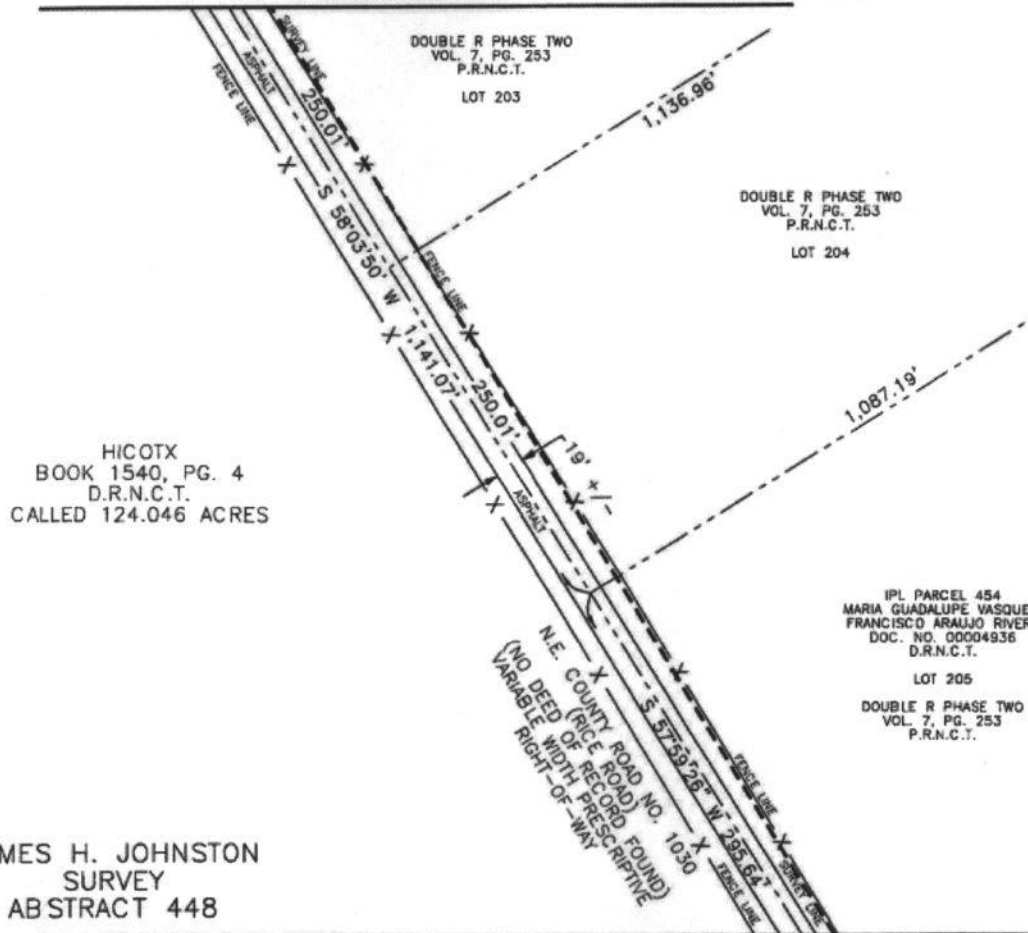 DOUBLE R PHASE TWO
VOL. 7, PG. 253
P.R.N.C.T.
LOT 203
SURVEY LINE
ASPHALT
FENCE LINE
250.01'
1,136.96'
DOUBLE R PHASE TWO
VOL. 7, PG. 253
P.R.N.C.T.
LOT 204
S 58°03'50" W 1,141.07'
FENCE LINE
250.01'
19' +/-
1,087.19'
HICOTX
BOOK 1540, PG. 4
D.R.N.C.T.
CALLED 124.046 ACRES
ASPHALT
IPL PARCEL 454
MARIA GUADALUPE VASQUE
FRANCISCO ARAUJO RIVER
DOC. NO. 00004936
D.R.N.C.T.
LOT 205
DOUBLE R PHASE TWO
VOL. 7, PG. 253
P.R.N.C.T.
N.E. COUNTY ROAD NO. 1030
(RICE ROAD)
(NO DEED OF RECORD FOUND)
VARIABLE WIDTH PRESCRIPTIVE
RIGHT-OF-WAY
S 57°59'26" W 295.64'
FENCE LINE
SURVEY LINE
FENCE LINE
MES H. JOHNSTON
SURVEY
ABSTRACT 448